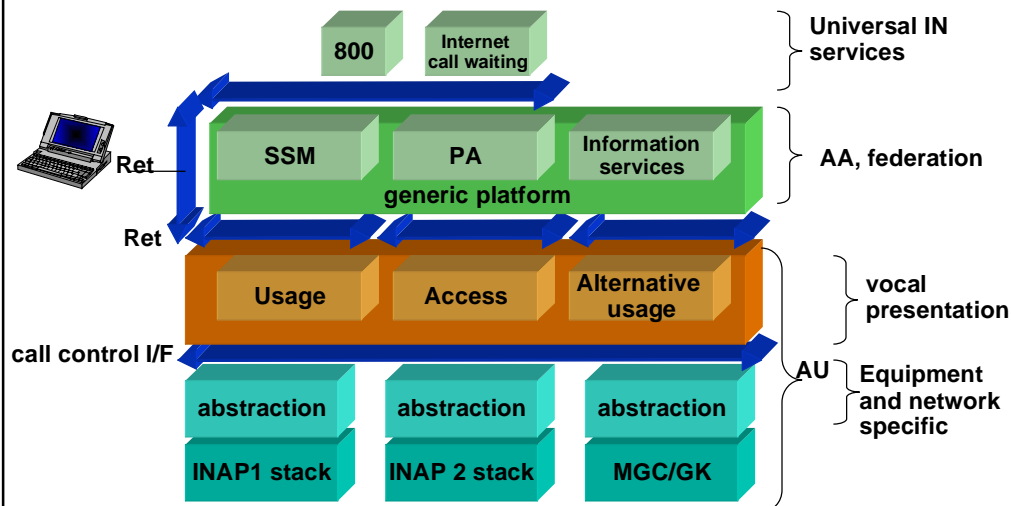 800
Internet
call waiting
Universal IN
services
Ret
SSM
PA
Information
services
generic platform
AA, federation
Ret
Usage
Access
Alternative
usage
vocal
presentation
call control I/F
AU
Equipment
and network
specific
abstraction
abstraction
abstraction
INAP1 stack
INAP 2 stack
MGC/GK